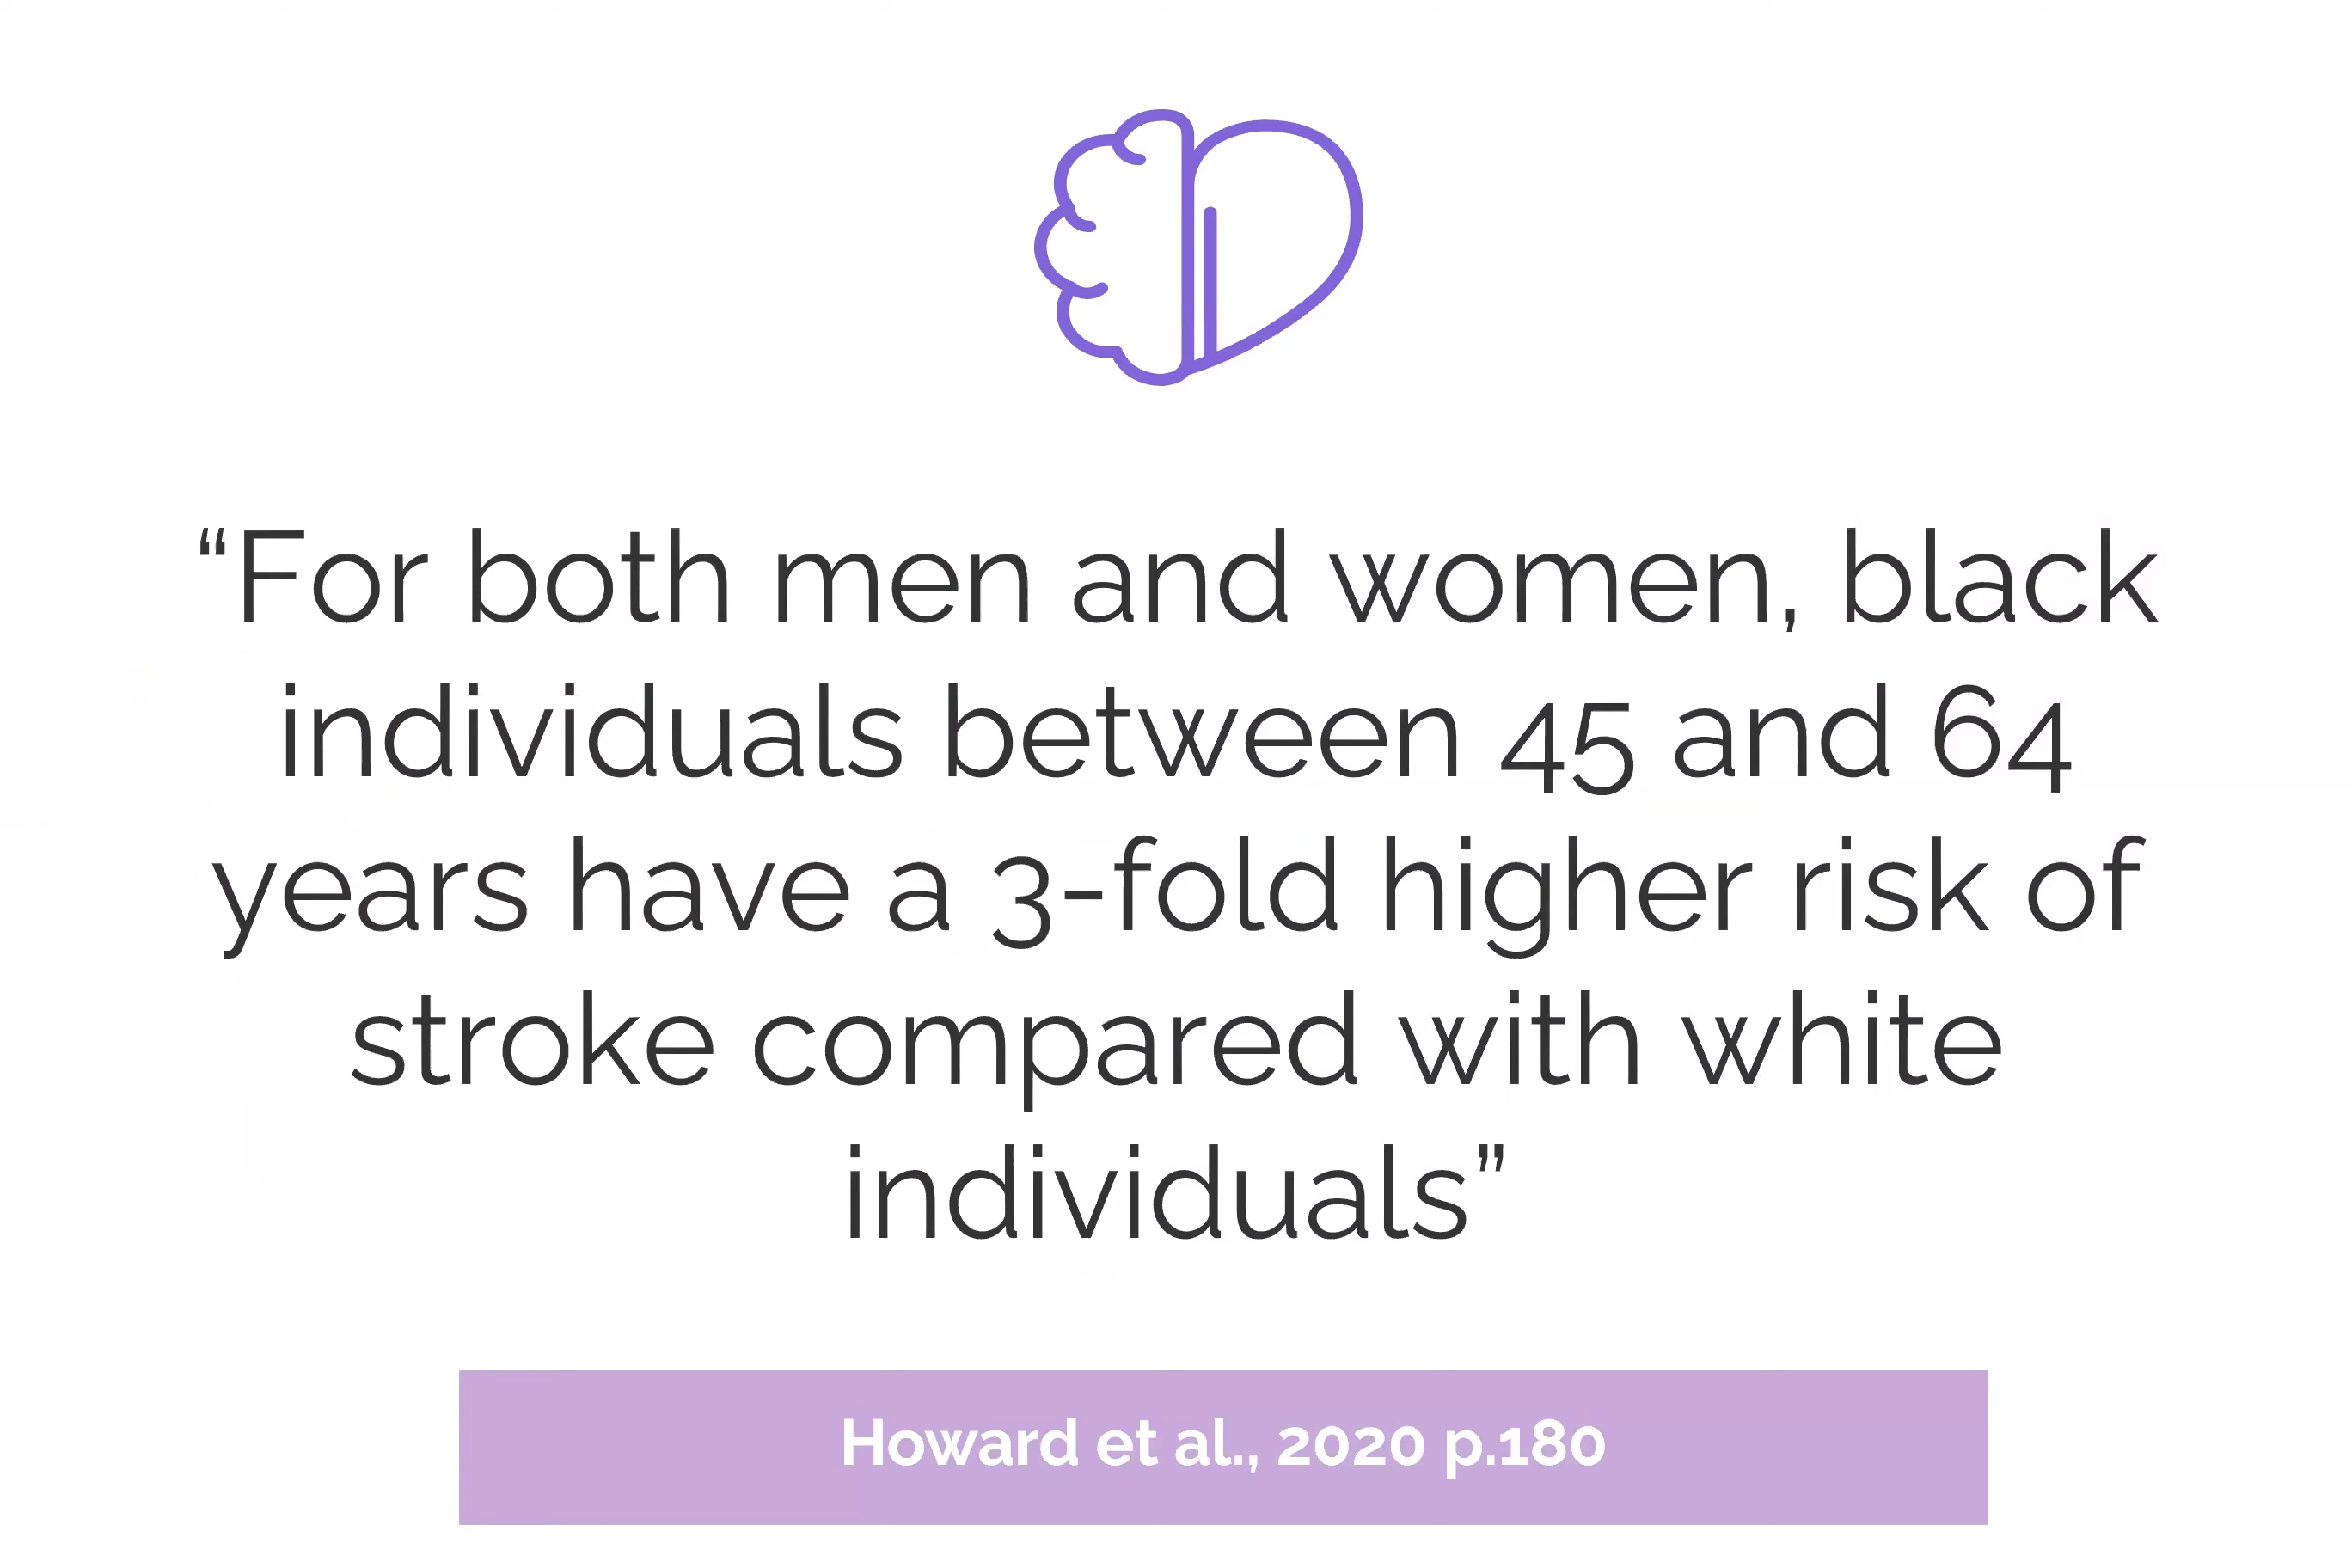 “For both men and women, black
individuals between 45 and 64
years have a 3-fold higher risk of
stroke compared with white
individuals”
Howard et al., 2020 p.180